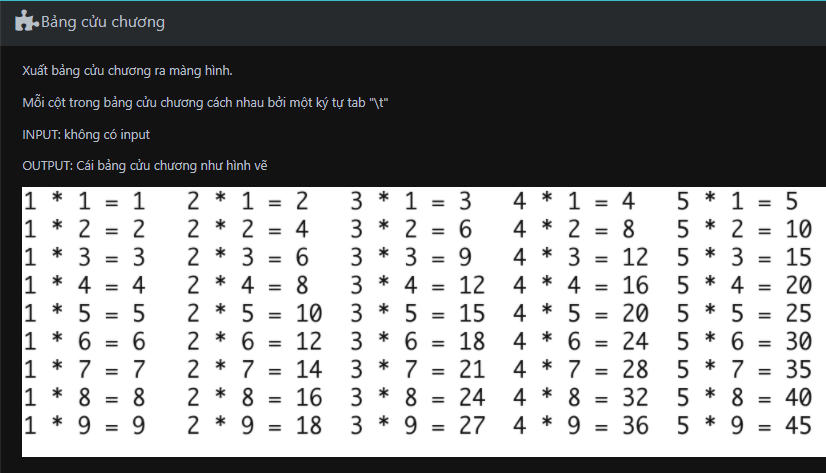 Bảng cửu chương
Xuất bảng cửu chương ra màng hình.
Mỗi cột trong bảng cửu chương cách nhau bởi một ký tự tab "\t"
INPUT: không có input
OUTPUT: Cái bảng cửu chương như hình vẽ
1 * 1 = 1 2 * 1 = 2 3 * 1 = 3 4 * 1 = 4 5 * 1 = 5
1 * 2 = 2 2 * 2 = 4 3 * 2 = 6 4 * 2 = 8 5 * 2 = 10
1 * 3 = 3 2 * 3 = 6 3 * 3 = 9 4 * 3 = 12 5 * 3 = 15
1 * 4 = 4 2 * 4 = 8 3 * 4 = 12 4 * 4 = 16 5 * 4 = 20
1 * 5 = 5 2 * 5 = 10 3 * 5 = 15 4 * 5 = 20 5 * 5 = 25
1 * 6 = 6 2 * 6 = 12 3 * 6 = 18 4 * 6 = 24 5 * 6 = 30
1 * 7 = 7 2 * 7 = 14 3 * 7 = 21 4 * 7 = 28 5 * 7 = 35
1 * 8 = 8 2 * 8 = 16 3 * 8 = 24 4 * 8 = 32 5 * 8 = 40
1 * 9 = 9 2 * 9 = 18 3 * 9 = 27 4 * 9 = 36 5 * 9 = 45